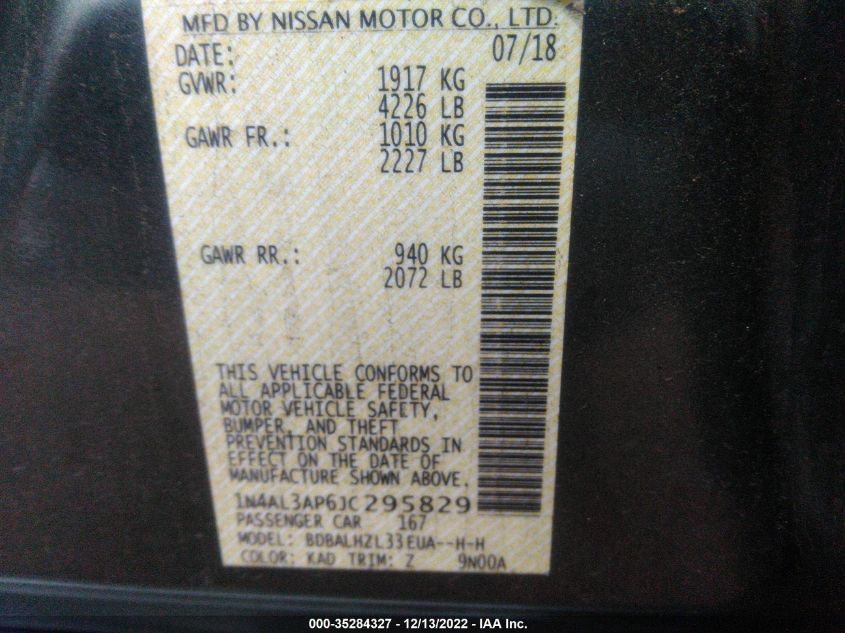 MFD BY NISSAN MOTOR CO., LTD.
DATE: 07/18
GVWR: 1917 KG
4226 LB
GAWR FR.: 1010 KG
2227 LB
GAWR RR.: 940 KG
2072 LB
THIS VEHICLE CONFORMS TO
ALL APPLICABLE FEDERAL
MOTOR VEHICLE SAFETY,
BUMPER, AND THEFT
PREVENTION STANDARDS IN
EFFECT ON THE DATE OF
MANUFACTURE SHOWN ABOVE.
1N4AL3AP6JC295829
PASSENGER CAR 167
MODEL: BDBALHZL33EUA--H-H
COLOR: KAD TRIM: Z 9N00A
000-35284327 - 12/13/2022 - IAA Inc.